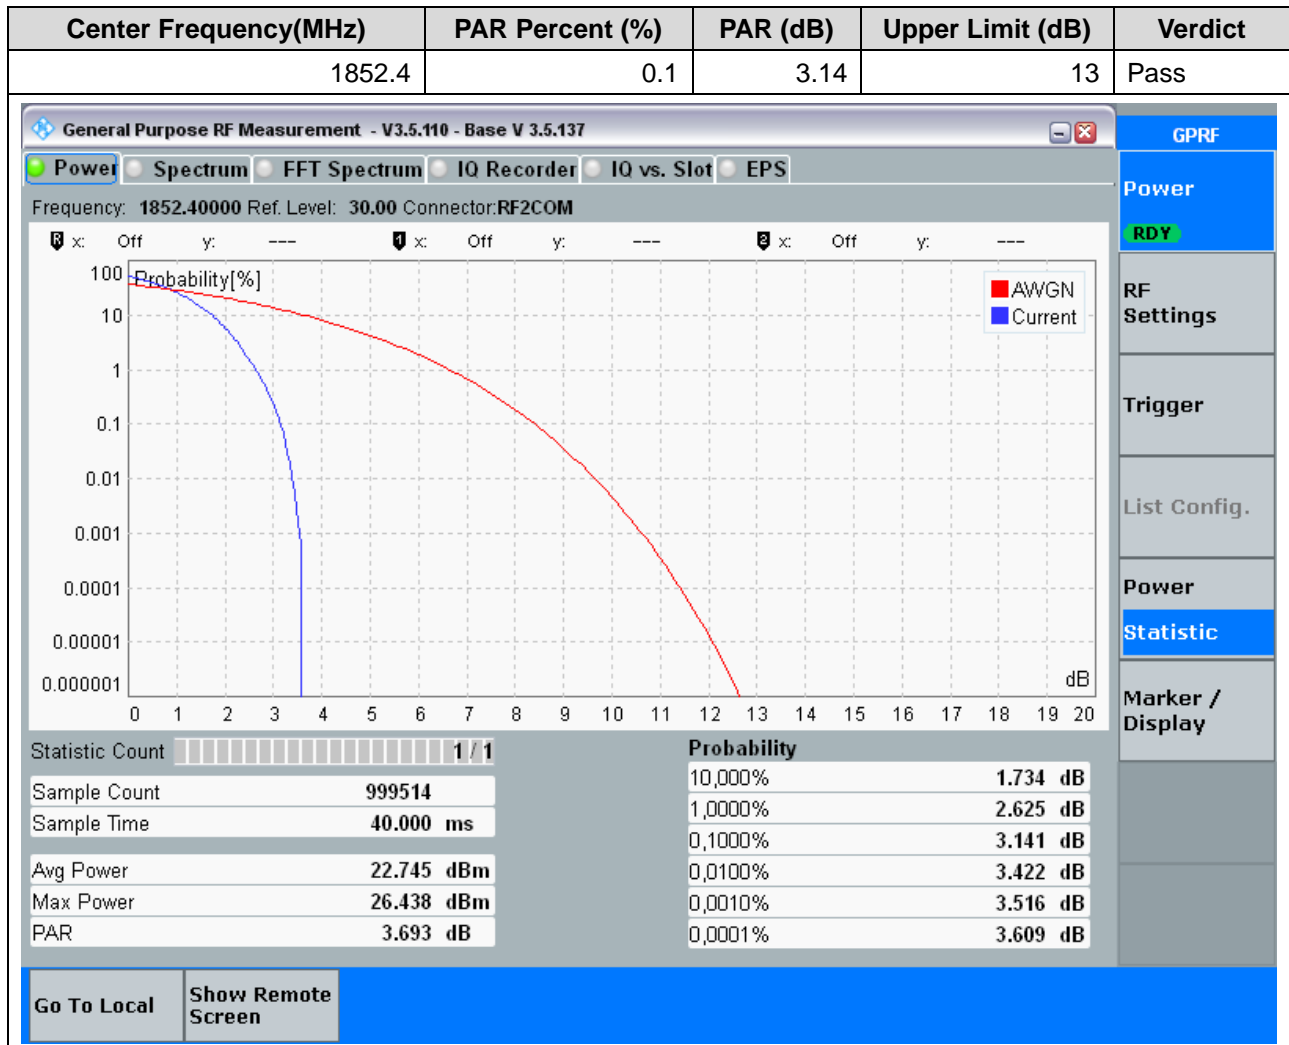 Center Frequency(MHz) PAR Percent (%) PAR (dB) Upper Limit (dB) Verdict
1852.4 0.1 3.14 13 Pass
General Purpose RF Measurement - V3.5.110 - Base V 3.5.137
GPRF
Power Spectrum FFT Spectrum IQ Recorder IQ vs. Slot EPS
Frequency: 1852.40000 Ref. Level: 30.00 Connector:RF2COM
R x: Off y: --- 1 x: Off y: --- 2 x: Off y: ---
Probability[%]
AWGN
Current
100
10
1
0.1
0.01
0.001
0.0001
0.00001
0.000001
dB
0 1 2 3 4 5 6 7 8 9 10 11 12 13 14 15 16 17 18 19 20
Statistic Count 1 / 1
Sample Count 999514
Sample Time 40.000 ms
Avg Power 22.745 dBm
Max Power 26.438 dBm
PAR 3.693 dB
Probability
10,000% 1.734 dB
1,0000% 2.625 dB
0,1000% 3.141 dB
0,0100% 3.422 dB
0,0010% 3.516 dB
0,0001% 3.609 dB
Power
RDY
RF
Settings
Trigger
List Config.
Power
Statistic
Marker /
Display
Go To Local
Show Remote
Screen